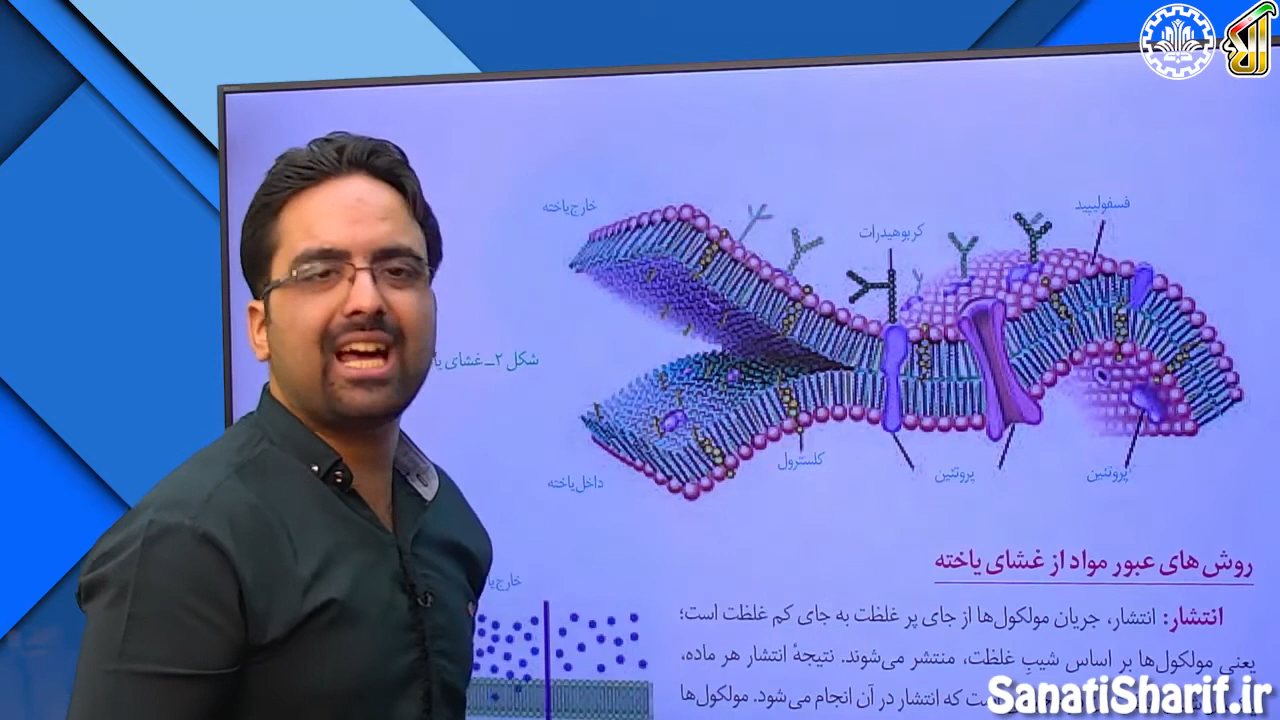 آلاء
خارج‌یاخته
فسفولیپید
کربوهیدرات
شکل ۲ـ غشای
کلسترول
پروتئین
پروتئین
داخل‌یاخته
روش‌های عبور مواد از غشای یاخته
انتشار: انتشار، جریان مولکول‌ها از جای پر غلظت به جای کم غلظت است؛
یعنی مولکول‌ها بر اساس شیبِ غلظت، منتشر می‌شوند. نتیجهٔ انتشار هر ماده،
است که انتشار در آن انجام می‌شود. مولکول‌ها
SanatiSharif.ir